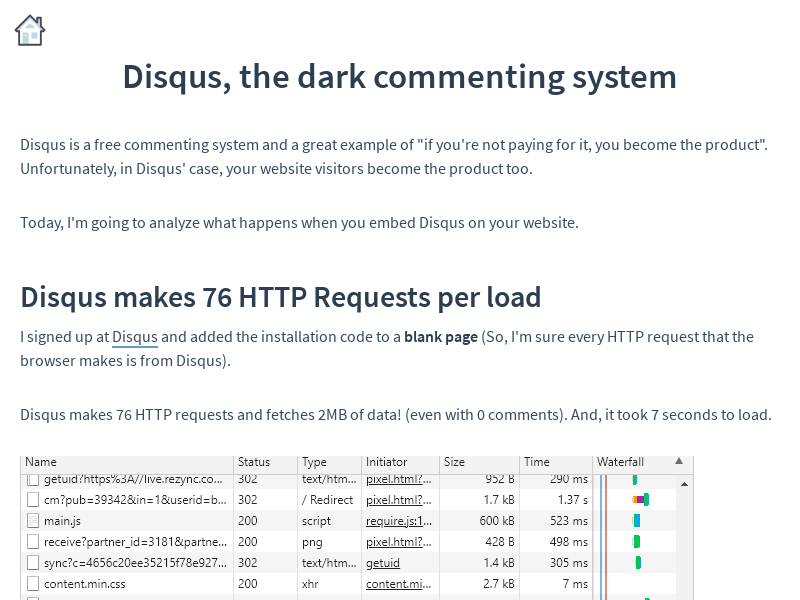 Disqus, the dark commenting system
Disqus is a free commenting system and a great example of "if you're not paying for it, you become the product".
Unfortunately, in Disqus' case, your website visitors become the product too.
Today, I'm going to analyze what happens when you embed Disqus on your website.
Disqus makes 76 HTTP Requests per load
I signed up at Disqus and added the installation code to a blank page (So, I'm sure every HTTP request that the
browser makes is from Disqus).
Disqus makes 76 HTTP requests and fetches 2MB of data! (even with 0 comments). And, it took 7 seconds to load.
Name Status Type Initiator Size Time Waterfall
getuid?https%3A//live.rezync.co... 302 text/htm... pixel.html?... 952 B 290 ms
cm?pub=39342&in=1&userid=b... 302 / Redirect pixel.html?... 1.7 kB 1.37 s
main.js 200 script require.js:1... 600 kB 523 ms
receive?partner_id=3181&partne... 200 png pixel.html?... 428 B 498 ms
sync?c=4656c20ee35215f78e927... 302 text/htm... getuid 1.4 kB 305 ms
content.min.css 200 xhr content.mi... 2.7 kB 7 ms